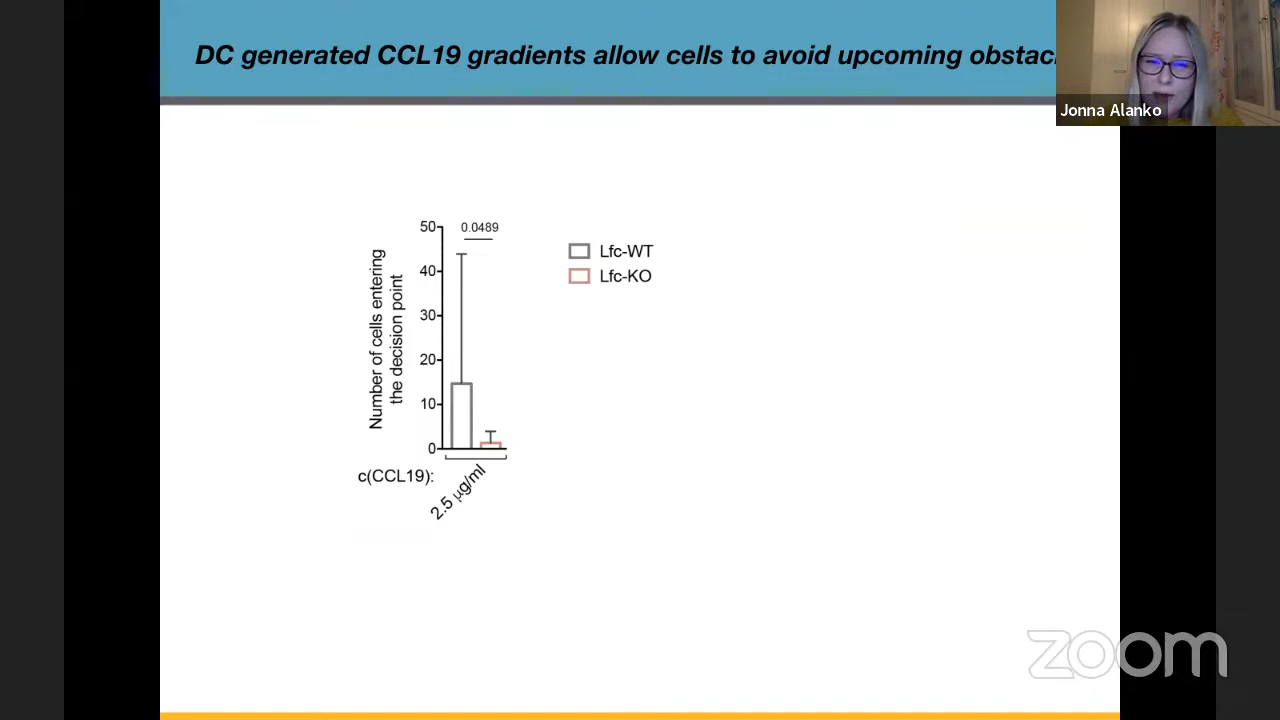 DC generated CCL19 gradients allow cells to avoid upcoming
Jonna Alanko
50
40
30
20
10
0
0.0489
Number of cells entering
the decision point
Lfc-WT
Lfc-KO
c(CCL19):
2.5 µg/ml
zoom